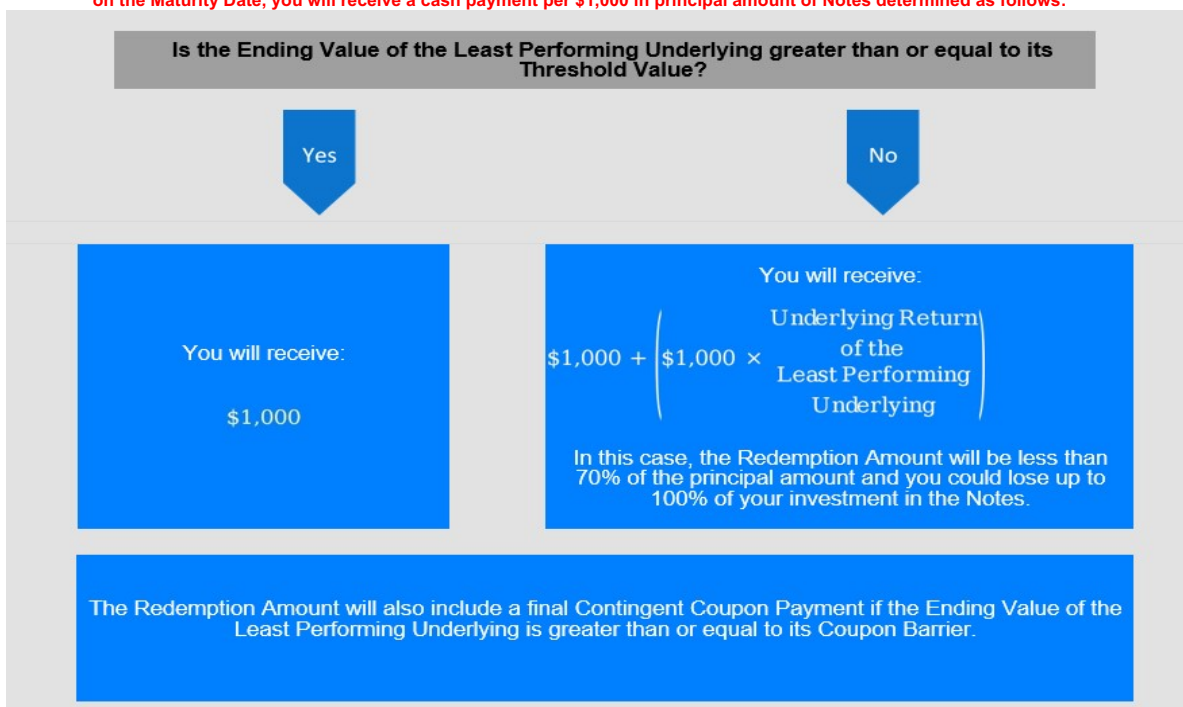 on the Maturity Date, you will receive a cash payment per $1,000 in principal amount of Notes determined as follows:
Is the Ending Value of the Least Performing Underlying greater than or equal to its
Threshold Value?
Yes
No
You will receive:
$1,000
You will receive:
Underlying Return
of the
$1,000 + ($1,000 ×
Least Performing
Underlying)
In this case, the Redemption Amount will be less than
70% of the principal amount and you could lose up to
100% of your investment in the Notes.
The Redemption Amount will also include a final Contingent Coupon Payment if the Ending Value of the
Least Performing Underlying is greater than or equal to its Coupon Barrier.